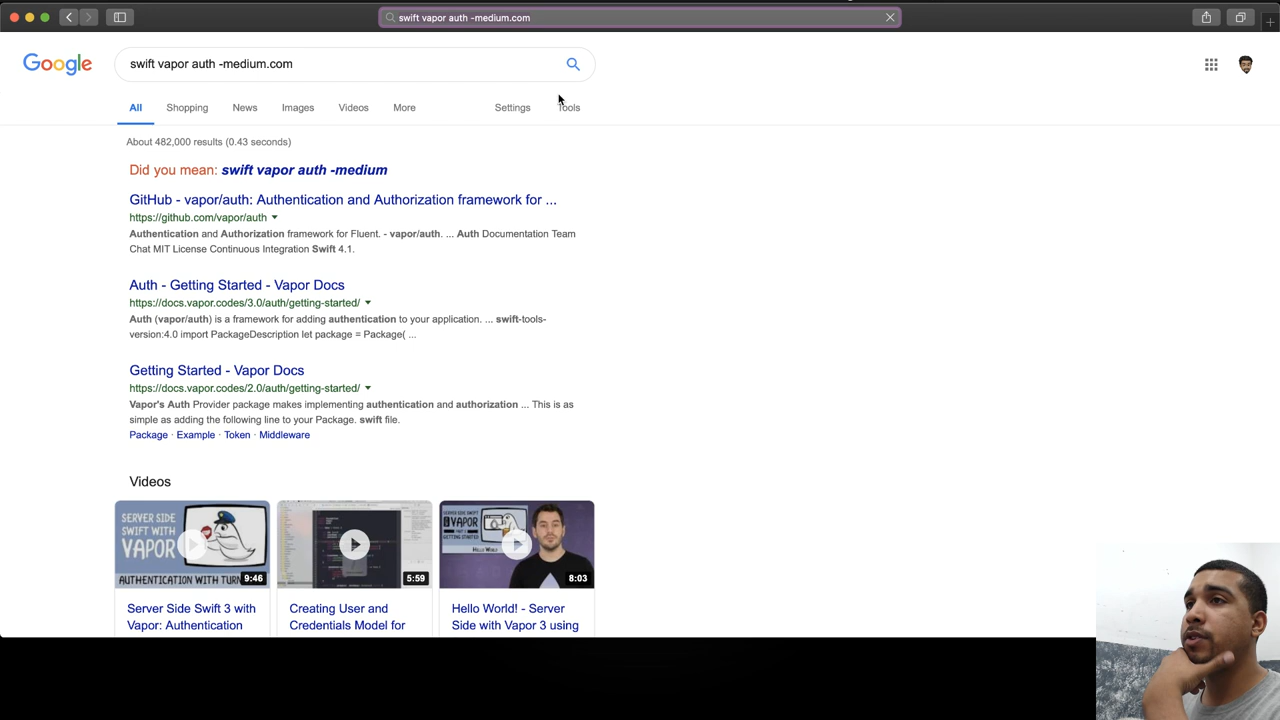 swift vapor auth -medium.com
Google
swift vapor auth -medium.com
All
Shopping
News
Images
Videos
More
Settings
Tools
About 482,000 results (0.43 seconds)
Did you mean: swift vapor auth -medium
GitHub - vapor/auth: Authentication and Authorization framework for ...
https://github.com/vapor/auth
Authentication and Authorization framework for Fluent. - vapor/auth. ... Auth Documentation Team
Chat MIT License Continuous Integration Swift 4.1.
Auth - Getting Started - Vapor Docs
https://docs.vapor.codes/3.0/auth/getting-started/
Auth (vapor/auth) is a framework for adding authentication to your application. ... swift-tools-
version:4.0 import PackageDescription let package = Package( ...
Getting Started - Vapor Docs
https://docs.vapor.codes/2.0/auth/getting-started/
Vapor's Auth Provider package makes implementing authentication and authorization ... This is as
simple as adding the following line to your Package. swift file.
Package · Example · Token · Middleware
Videos
SERVER
SIDE
SWIFT
WITH
VAPOR
AUTHENTICATION WITH TURN
9:46
5:59
SERVER SIDE SWIFT
VAPOR
GETTING STARTED
HELLO WORLD
8:03
Server Side Swift 3 with
Vapor: Authentication
Creating User and
Credentials Model for
Hello World! - Server
Side with Vapor 3 using